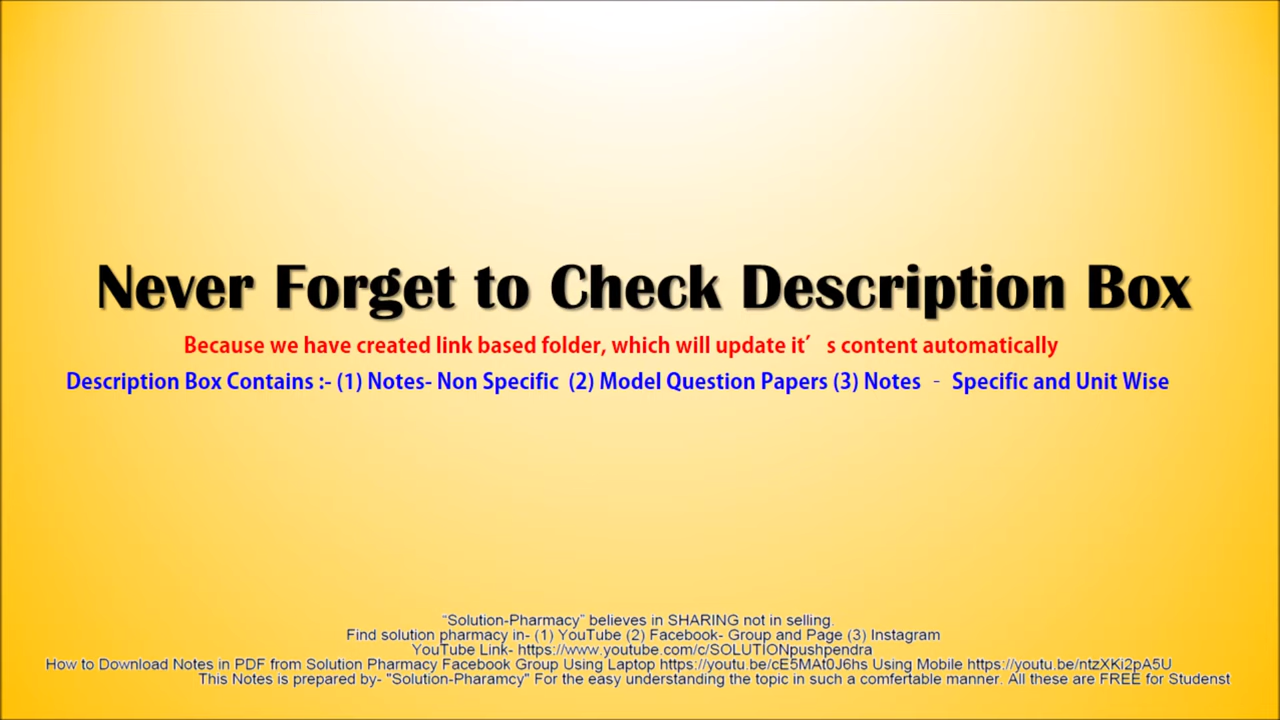 Never Forget to Check Description Box
Because we have created link based folder, which will update it’ s content automatically
Description Box Contains :- (1) Notes- Non Specific (2) Model Question Papers (3) Notes - Specific and Unit Wise
"Solution-Pharmacy" believes in SHARING not in selling.
Find solution pharmacy in- (1) YouTube (2) Facebook- Group and Page (3) Instagram
YouTube Link- https://www.youtube.com/c/SOLUTIONpushpendra
How to Download Notes in PDF from Solution Pharmacy Facebook Group Using Laptop https://youtu.be/cE5MAt0J6hs Using Mobile https://youtu.be/ntzXKi2pA5U
This Notes is prepared by- "Solution-Pharamcy" For the easy understanding the topic in such a comfertable manner. All these are FREE for Studenst